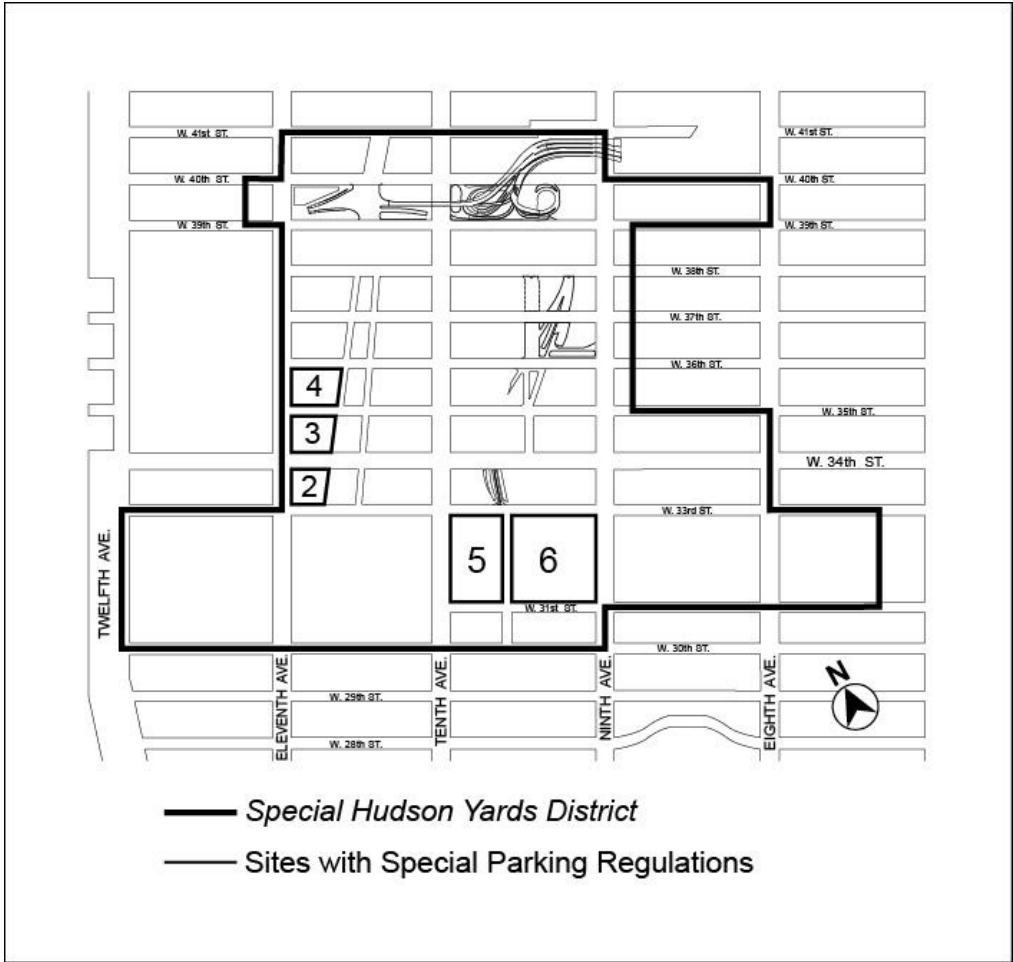 W. 41st ST.
W. 41st ST.
W. 40th ST.
W. 40th ST.
W. 39th ST.
W. 39th ST.
W. 38th ST.
W. 37th ST.
W. 36th ST.
4
W. 35th ST.
3
W. 34th ST.
2
W. 33rd ST.
5
6
TWELFTH AVE.
W. 31st ST.
W. 30th ST.
ELEVENTH AVE.
TENTH AVE.
NINTH AVE.
EIGHTH AVE.
N
W. 29th ST.
W. 28th ST.
Special Hudson Yards District
Sites with Special Parking Regulations